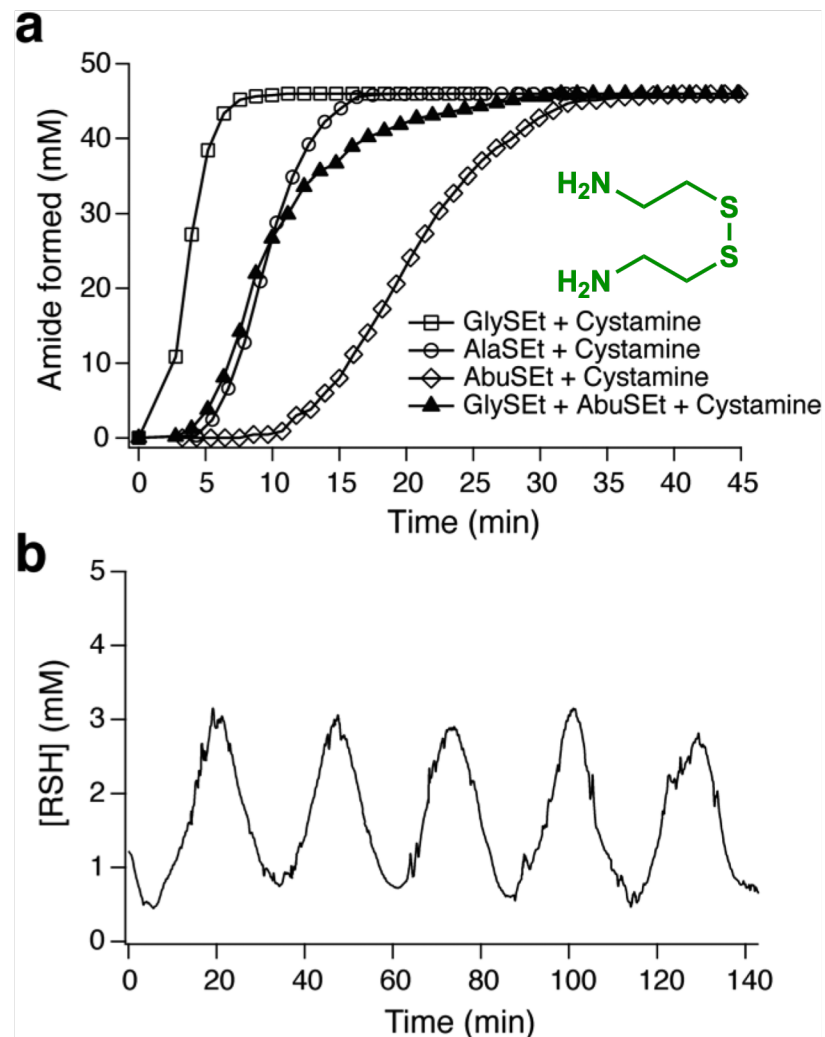 a
50
40
30
20
10
0
Amide formed (mM)
H₂N
S
S
H₂N
GlySEt + Cystamine
AlaSEt + Cystamine
AbuSEt + Cystamine
GlySEt + AbuSEt + Cystamine
0 5 10 15 20 25 30 35 40 45
Time (min)
b
5
4
3
2
1
0
[RSH] (mM)
0 20 40 60 80 100 120 140
Time (min)